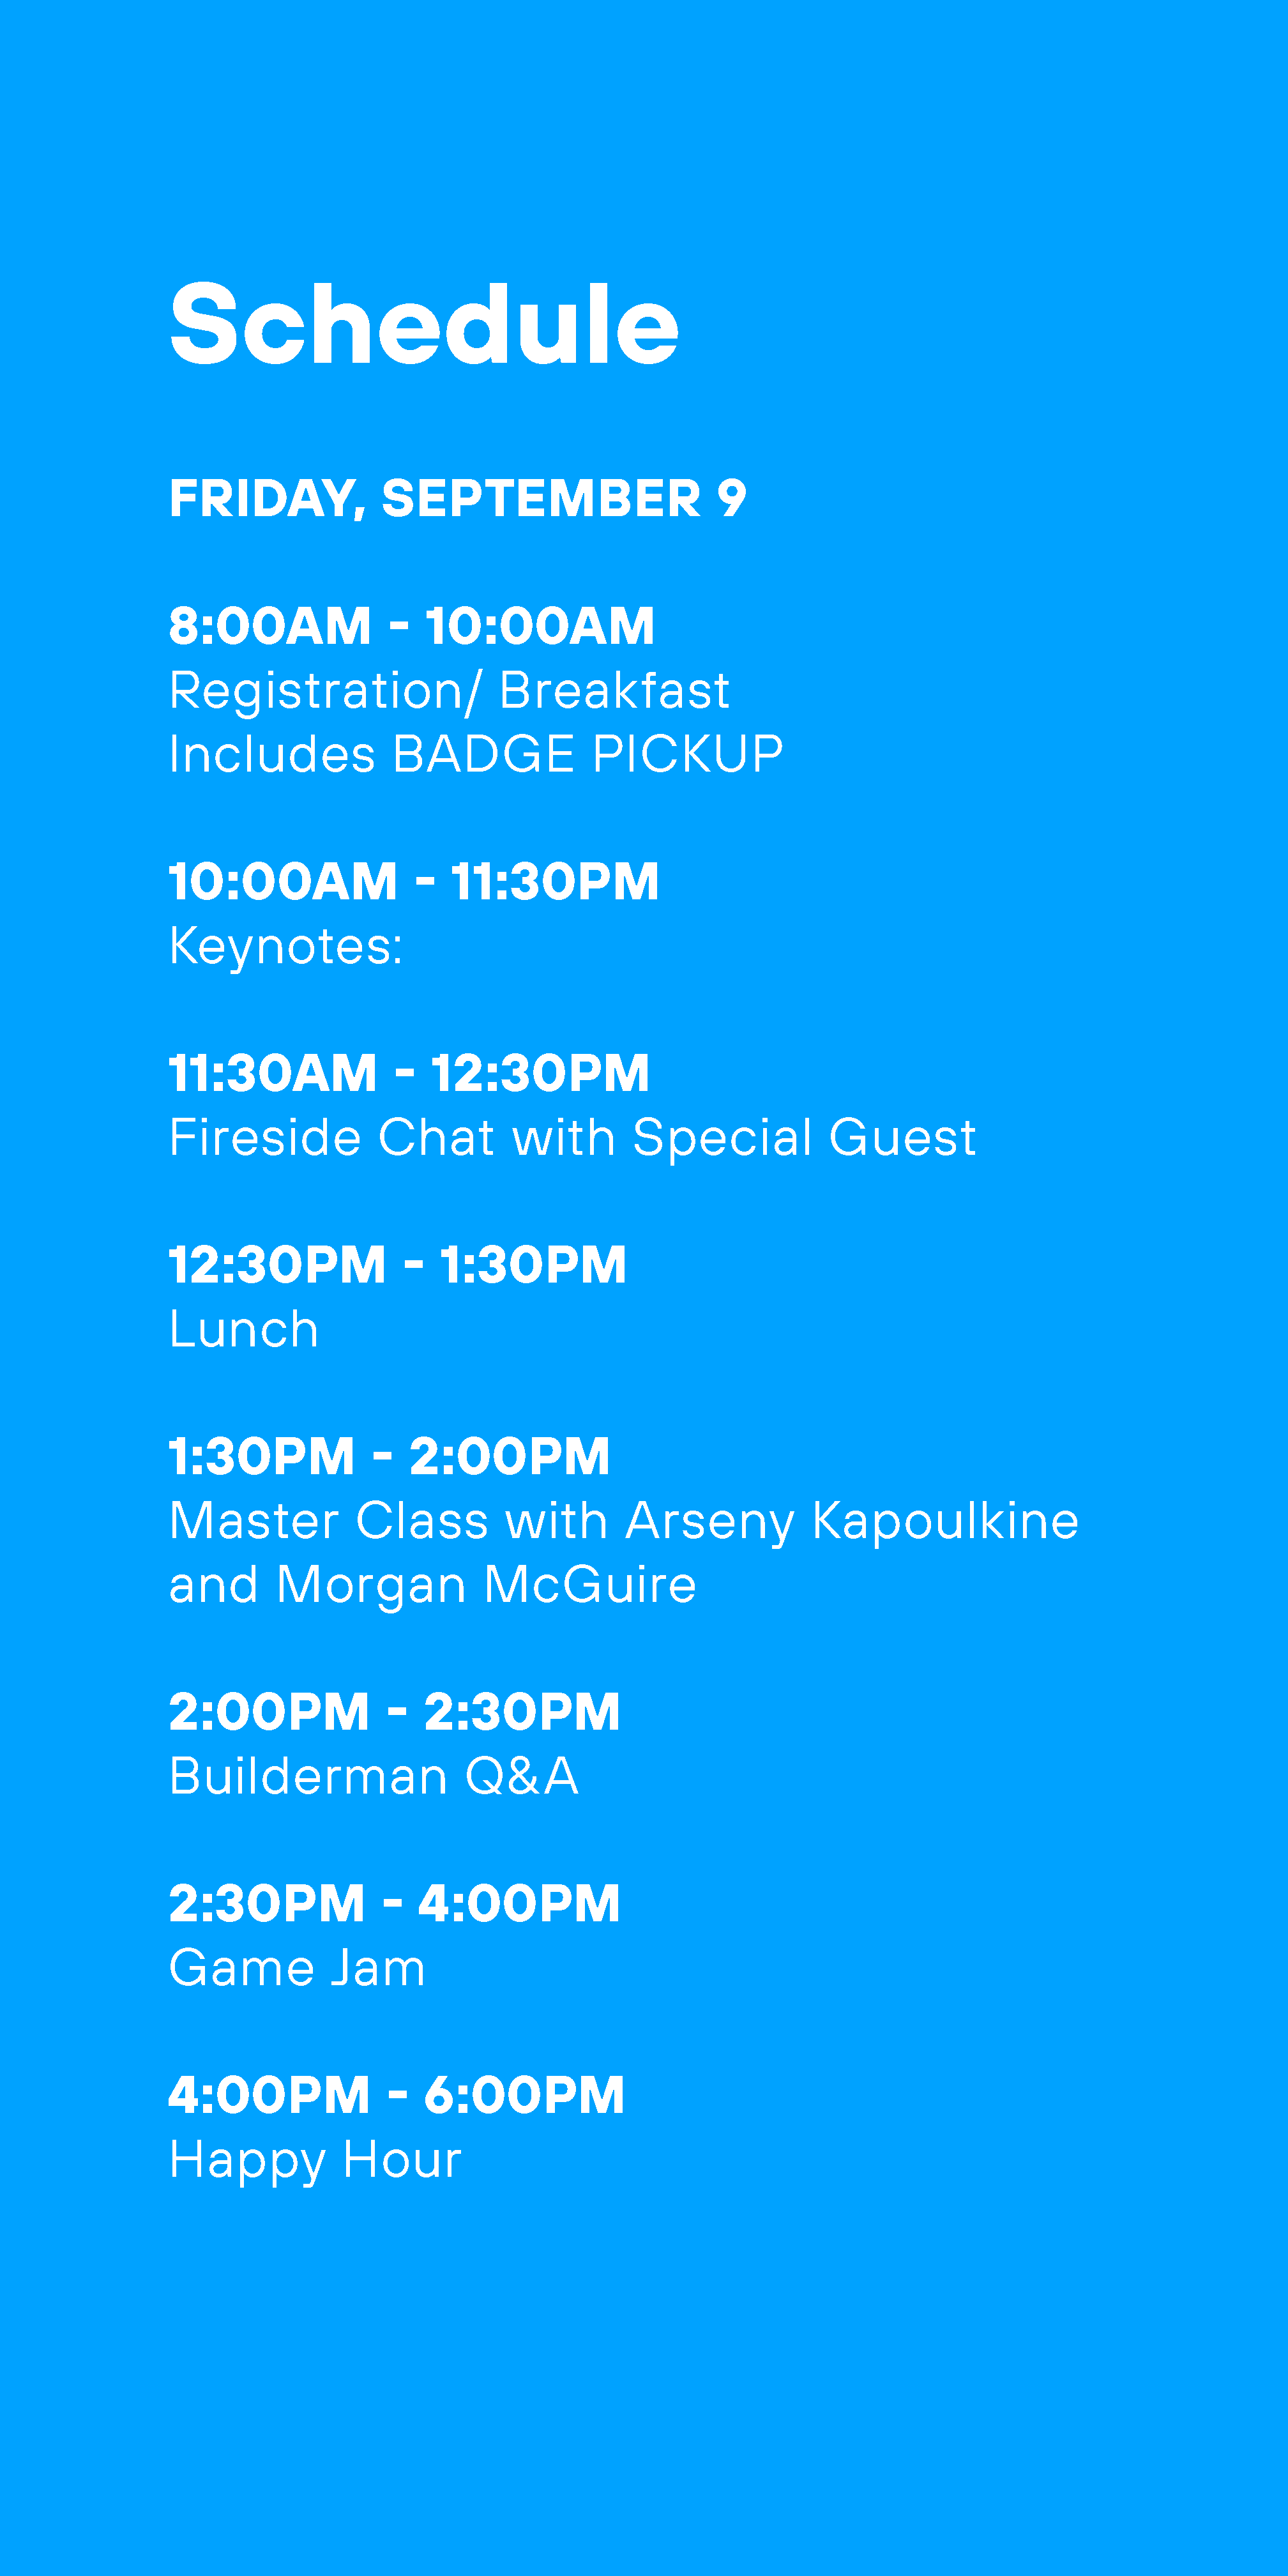 Schedule
FRIDAY, SEPTEMBER 9
8:00AM - 10:00AM
Registration/ Breakfast
Includes BADGE PICKUP
10:00AM - 11:30PM
Keynotes:
11:30AM - 12:30PM
Fireside Chat with Special Guest
12:30PM - 1:30PM
Lunch
1:30PM - 2:00PM
Master Class with Arseny Kapoulkine
and Morgan McGuire
2:00PM - 2:30PM
Builderman Q&A
2:30PM - 4:00PM
Game Jam
4:00PM - 6:00PM
Happy Hour